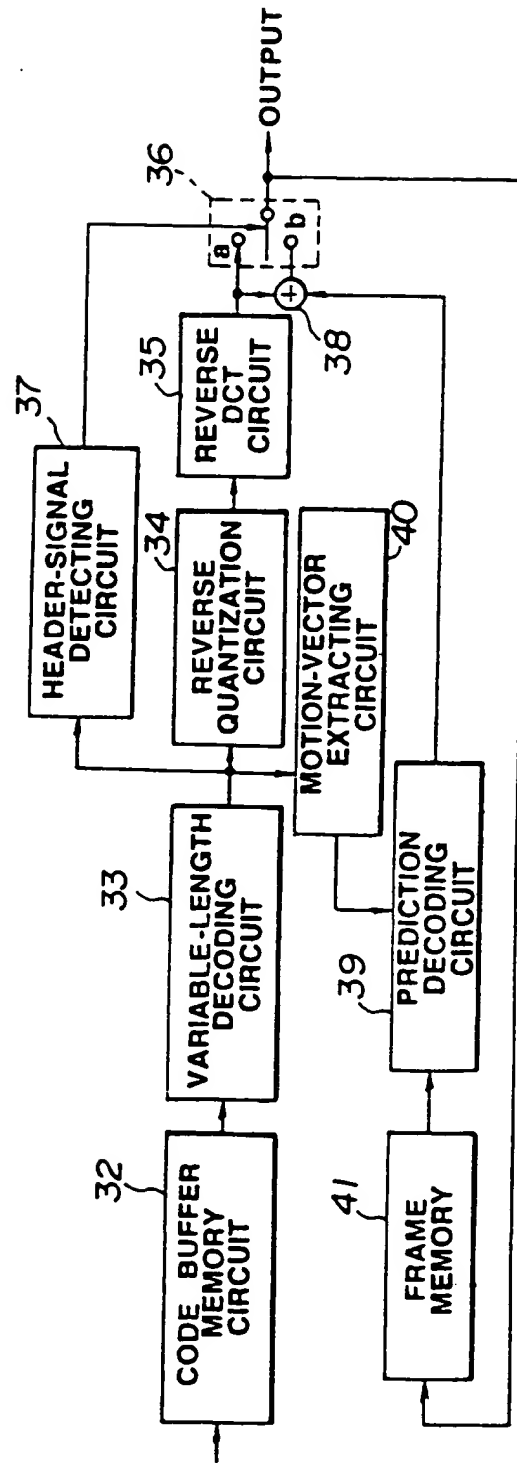 37
HEADER-SIGNAL
DETECTING
CIRCUIT
32
CODE BUFFER
MEMORY
CIRCUIT
33
VARIABLE-LENGTH
DECODING
CIRCUIT
34
REVERSE
QUANTIZATION
CIRCUIT
35
REVERSE
DCT
CIRCUIT
36
a
b
OUTPUT
+
38
40
MOTION-VECTOR
EXTRACTING
CIRCUIT
41
FRAME
MEMORY
39
PREDICTION
DECODING
CIRCUIT